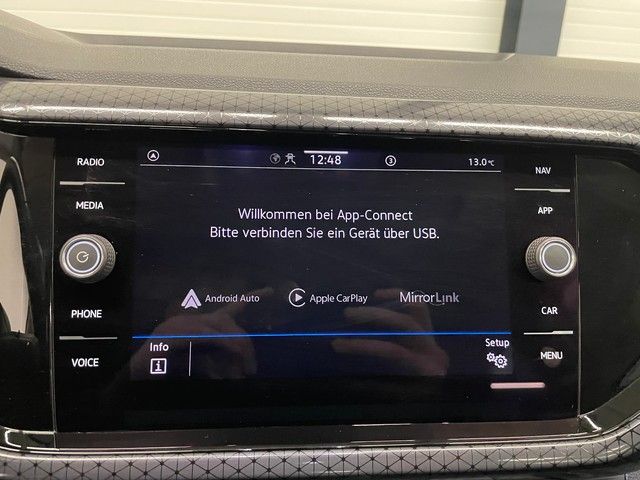 RADIO
MEDIA
PHONE
VOICE
12:48
3
13.0°C
Willkommen bei App-Connect
Bitte verbinden Sie ein Gerät über USB.
Android Auto
Apple CarPlay
MirrorLink
Info
i
Setup
NAV
APP
CAR
MENU